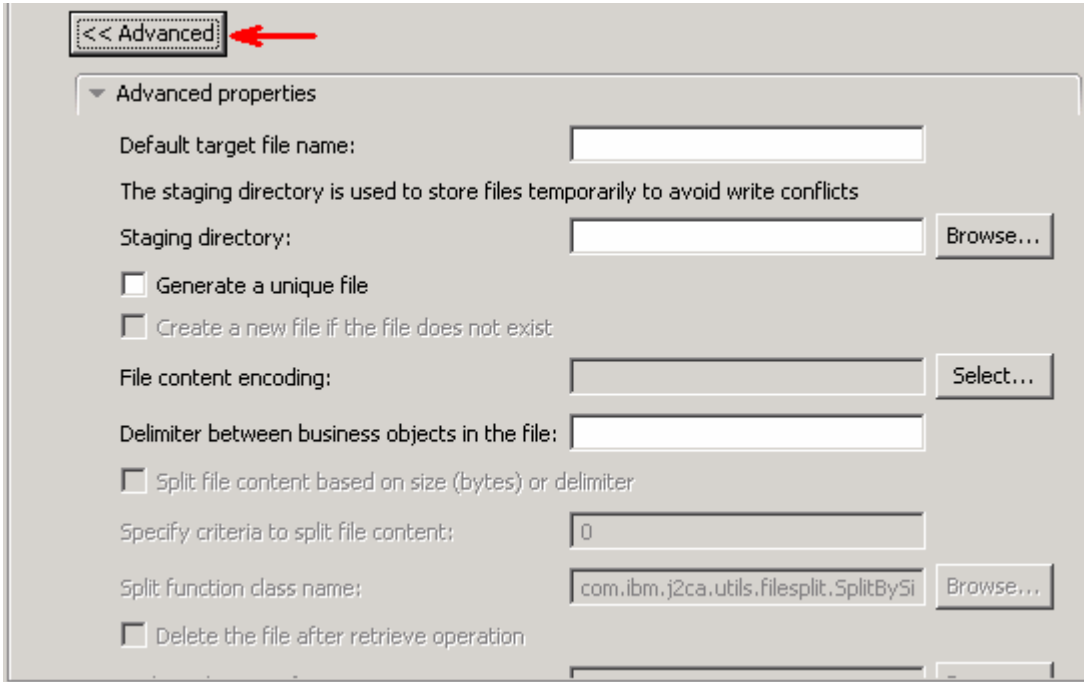 << Advanced
Advanced properties
Default target file name:
The staging directory is used to store files temporarily to avoid write conflicts
Staging directory: Browse...
Generate a unique file
Create a new file if the file does not exist
File content encoding: Select...
Delimiter between business objects in the file:
Split file content based on size (bytes) or delimiter
Specify criteria to split file content: 0
Split function class name: com.ibm.j2ca.utils.filesplit.SplitBySi Browse...
Delete the file after retrieve operation